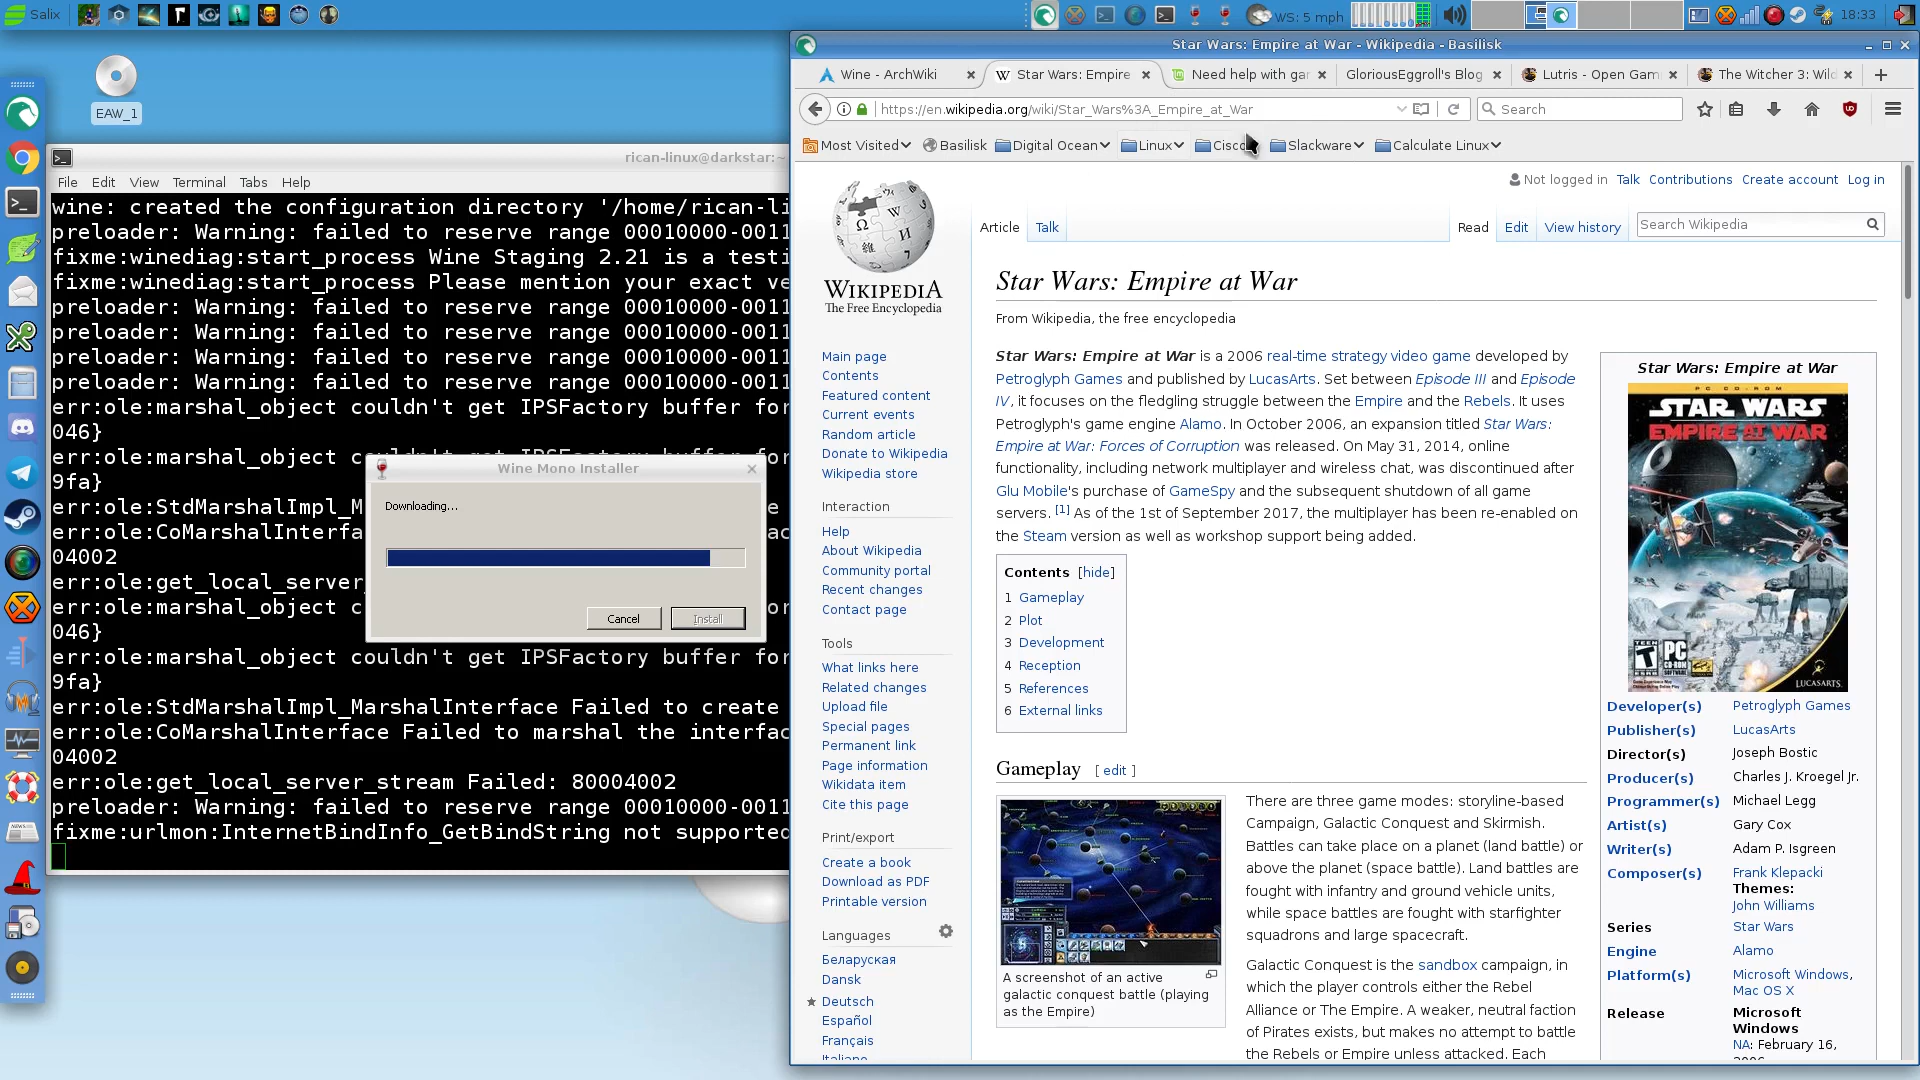 Salix
WS: 5 mph
18:33
EAW_1
rican-linux@darkstar:~
File Edit View Terminal Tabs Help
wine: created the configuration directory '/home/rican-li
preloader: Warning: failed to reserve range 00010000-0011
fixme:winediag:start_process Wine Staging 2.21 is a testi
fixme:winediag:start_process Please mention your exact ve
preloader: Warning: failed to reserve range 00010000-0011
preloader: Warning: failed to reserve range 00010000-0011
preloader: Warning: failed to reserve range 00010000-0011
preloader: Warning: failed to reserve range 00010000-0011
err:ole:marshal_object couldn't get IPSFactory buffer for
046}
err:ole:marshal_object couldn't get IPSFactory buffer for
9fa}
err:ole:StdMarshalImpl_M
err:ole:CoMarshalInterfa
04002
err:ole:get_local_server_
err:ole:marshal_object c
046}
err:ole:marshal_object couldn't get IPSFactory buffer for
9fa}
err:ole:StdMarshalImpl_MarshalInterface Failed to create
err:ole:CoMarshalInterface Failed to marshal the interfac
04002
err:ole:get_local_server_stream Failed: 80004002
preloader: Warning: failed to reserve range 00010000-0011
fixme:urlmon:InternetBindInfo_GetBindString not supported
Wine Mono Installer
Downloading...
Cancel Install
Star Wars: Empire at War - Wikipedia - Basilisk
Wine - ArchWiki
Star Wars: Empire
Need help with gar
GloriousEggroll's Blog
Lutris - Open Gam
The Witcher 3: Wild
https://en.wikipedia.org/wiki/Star_Wars%3A_Empire_at_War
Search
Most Visited Basilisk Digital Ocean Linux Cisco Slackware Calculate Linux
Not logged in Talk Contributions Create account Log in
Article Talk Read Edit View history Search Wikipedia
WIKIPEDIA
The Free Encyclopedia
Main page
Contents
Featured content
Current events
Random article
Donate to Wikipedia
Wikipedia store
Interaction
Help
About Wikipedia
Community portal
Recent changes
Contact page
Tools
What links here
Related changes
Upload file
Special pages
Permanent link
Page information
Wikidata item
Cite this page
Print/export
Create a book
Download as PDF
Printable version
Languages
Беларуская
Dansk
Deutsch
Español
Français
Italiano
Star Wars: Empire at War
From Wikipedia, the free encyclopedia
Star Wars: Empire at War is a 2006 real-time strategy video game developed by
Petroglyph Games and published by LucasArts. Set between Episode III and Episode
IV, it focuses on the fledgling struggle between the Empire and the Rebels. It uses
Petroglyph's game engine Alamo. In October 2006, an expansion titled Star Wars:
Empire at War: Forces of Corruption was released. On May 31, 2014, online
functionality, including network multiplayer and wireless chat, was discontinued after
Glu Mobile's purchase of GameSpy and the subsequent shutdown of all game
servers. [1] As of the 1st of September 2017, the multiplayer has been re-enabled on
the Steam version as well as workshop support being added.
Contents [hide]
1 Gameplay
2 Plot
3 Development
4 Reception
5 References
6 External links
Gameplay [ edit ]
A screenshot of an active
galactic conquest battle (playing
as the Empire)
There are three game modes: storyline-based
Campaign, Galactic Conquest and Skirmish.
Battles can take place on a planet (land battle) or
above the planet (space battle). Land battles are
fought with infantry and ground vehicle units,
while space battles are fought with starfighter
squadrons and large spacecraft.
Galactic Conquest is the sandbox campaign, in
which the player controls either the Rebel
Alliance or The Empire. A weaker, neutral faction
of Pirates exists, but makes no attempt to battle
the Rebels or Empire unless attacked. Each
Star Wars: Empire at War
PC CD-ROM
STAR WARS
EMPIRE AT WAR
TEEN
PC
LUCASARTS
Developer(s) Petroglyph Games
Publisher(s) LucasArts
Director(s) Joseph Bostic
Producer(s) Charles J. Kroegel Jr.
Programmer(s) Michael Legg
Artist(s) Gary Cox
Writer(s) Adam P. Isgreen
Composer(s) Frank Klepacki
Themes:
John Williams
Series Star Wars
Engine Alamo
Platform(s) Microsoft Windows,
Mac OS X
Release Microsoft
Windows
NA: February 16,
2006